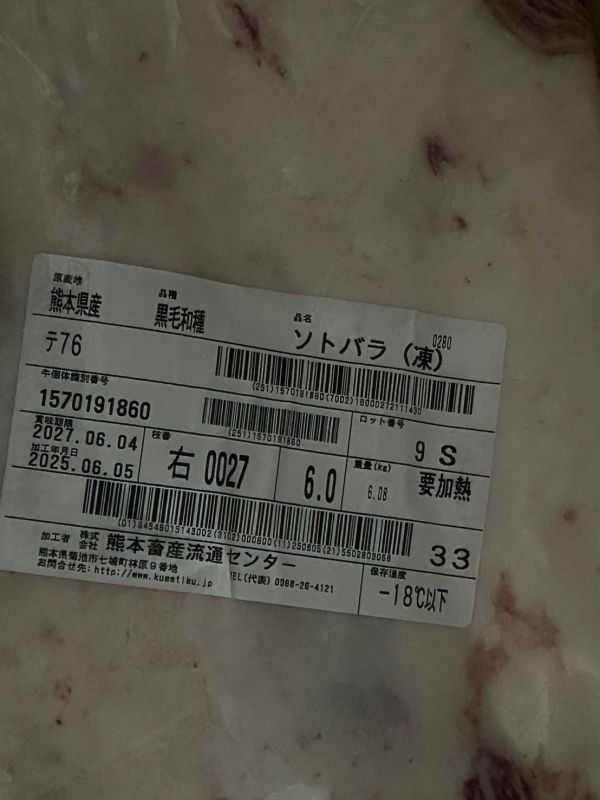 原産地
熊本県産
品種
黒毛和種
品名
ソトバラ（凍）
0280
テ76
(251)1570191860(7002)18000272111430
牛個体識別番号
1570191860
(251)1570191860
ロット番号
9 S
賞味期限
2027.06.04
加工年月日
2025.06.05
枝番
右 0027
6.0
重量(kg)
6.08
要加熱
(01)94548015143002(3102)000600(11)250605(21)5502803068
33
加工者 株式会社 熊本畜産流通センター
熊本県菊池市七城町林原9番地
お問合せ先:http://www.kumatiku.jp TEL(代表) 0968-26-4121
保存温度
-18℃以下